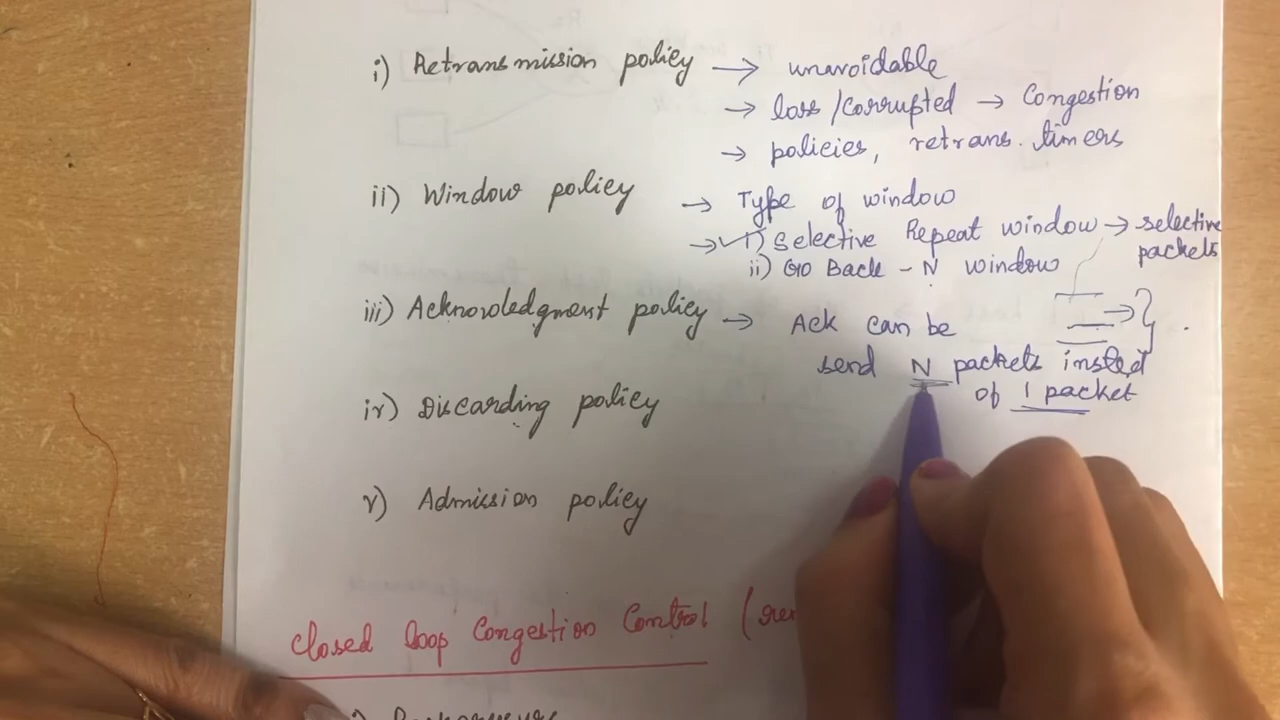 i) Retransmission policy → unavoidable
→ loss/corrupted → Congestion
→ policies, retrans. timers
ii) Window policy → Type of window
→ ✓ i) Selective Repeat window → selective packets
ii) Go Back - N window
iii) Acknowledgment policy → Ack can be
send N packets insted
of 1 packet
iv) Discarding policy
v) Admission policy
Closed loop Congestion Control (